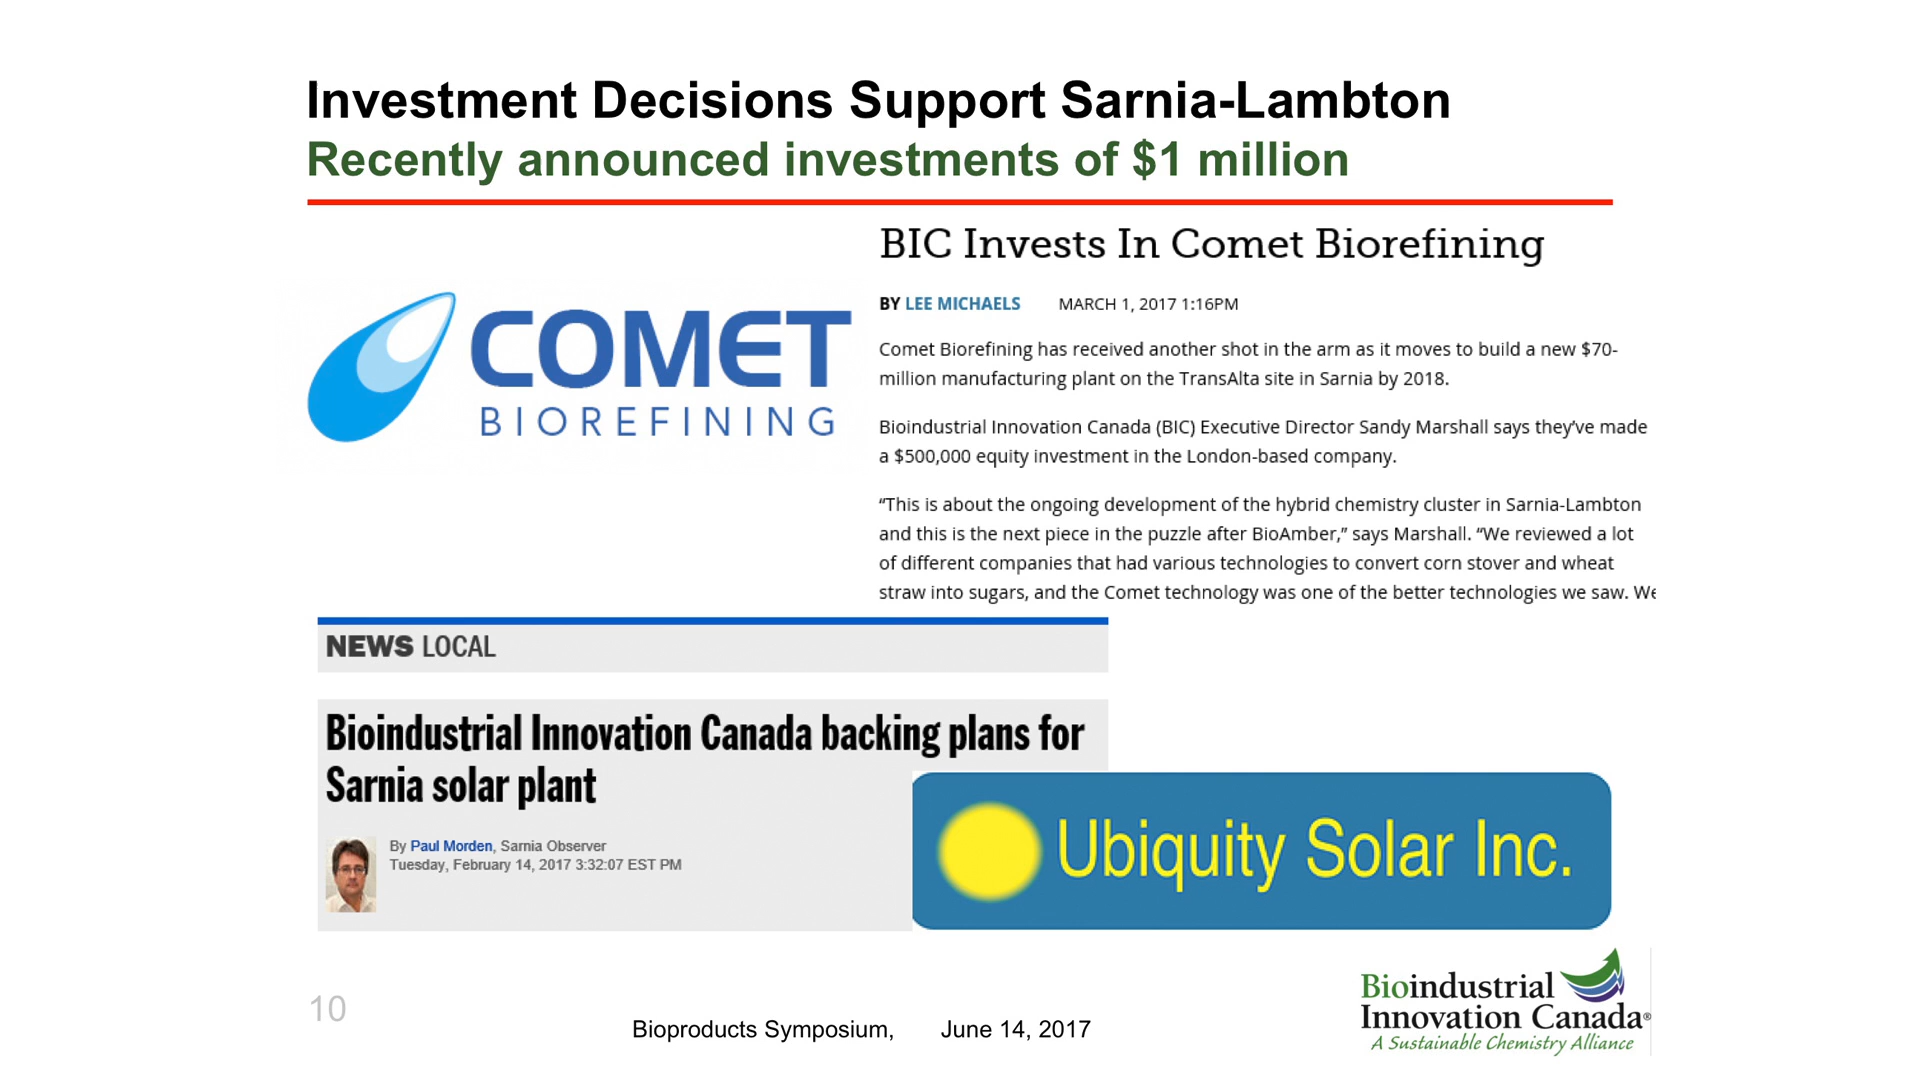 Investment Decisions Support Sarnia-Lambton
Recently announced investments of $1 million
COMET
BIOREFINING
BIC Invests In Comet Biorefining
BY LEE MICHAELS MARCH 1, 2017 1:16PM
Comet Biorefining has received another shot in the arm as it moves to build a new $70-
million manufacturing plant on the TransAlta site in Sarnia by 2018.
Bioindustrial Innovation Canada (BIC) Executive Director Sandy Marshall says they’ve made
a $500,000 equity investment in the London-based company.
“This is about the ongoing development of the hybrid chemistry cluster in Sarnia-Lambton
and this is the next piece in the puzzle after BioAmber,” says Marshall. “We reviewed a lot
of different companies that had various technologies to convert corn stover and wheat
straw into sugars, and the Comet technology was one of the better technologies we saw. We
NEWS LOCAL
Bioindustrial Innovation Canada backing plans for
Sarnia solar plant
By Paul Morden, Sarnia Observer
Tuesday, February 14, 2017 3:32:07 EST PM
Ubiquity Solar Inc.
10
Bioproducts Symposium, June 14, 2017
Bioindustrial
Innovation Canada®
A Sustainable Chemistry Alliance